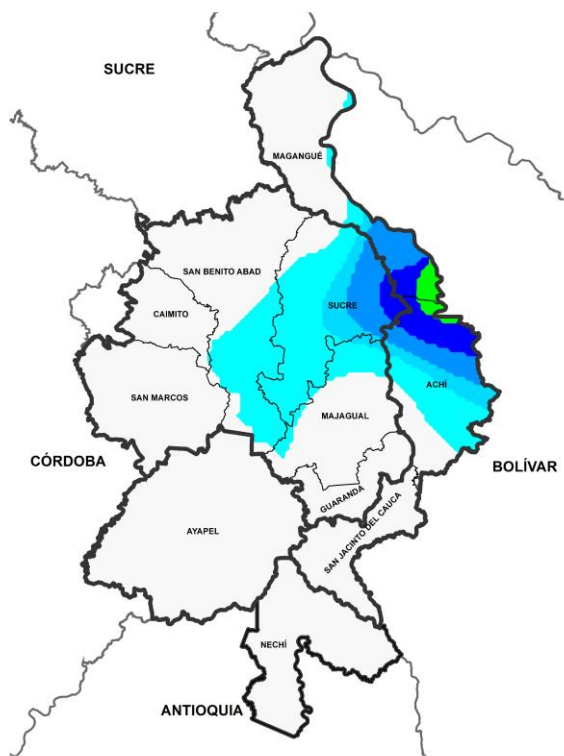 SUCRE
MAGANGUÉ
SAN BENITO ABAD
CAIMITO
SUCRE
ACHÍ
SAN MARCOS
MAJAGUAL
CÓRDOBA
BOLÍVAR
GUARANDA
SAN JACINTO DEL CAUCA
AYAPEL
NECHÍ
ANTIOQUIA